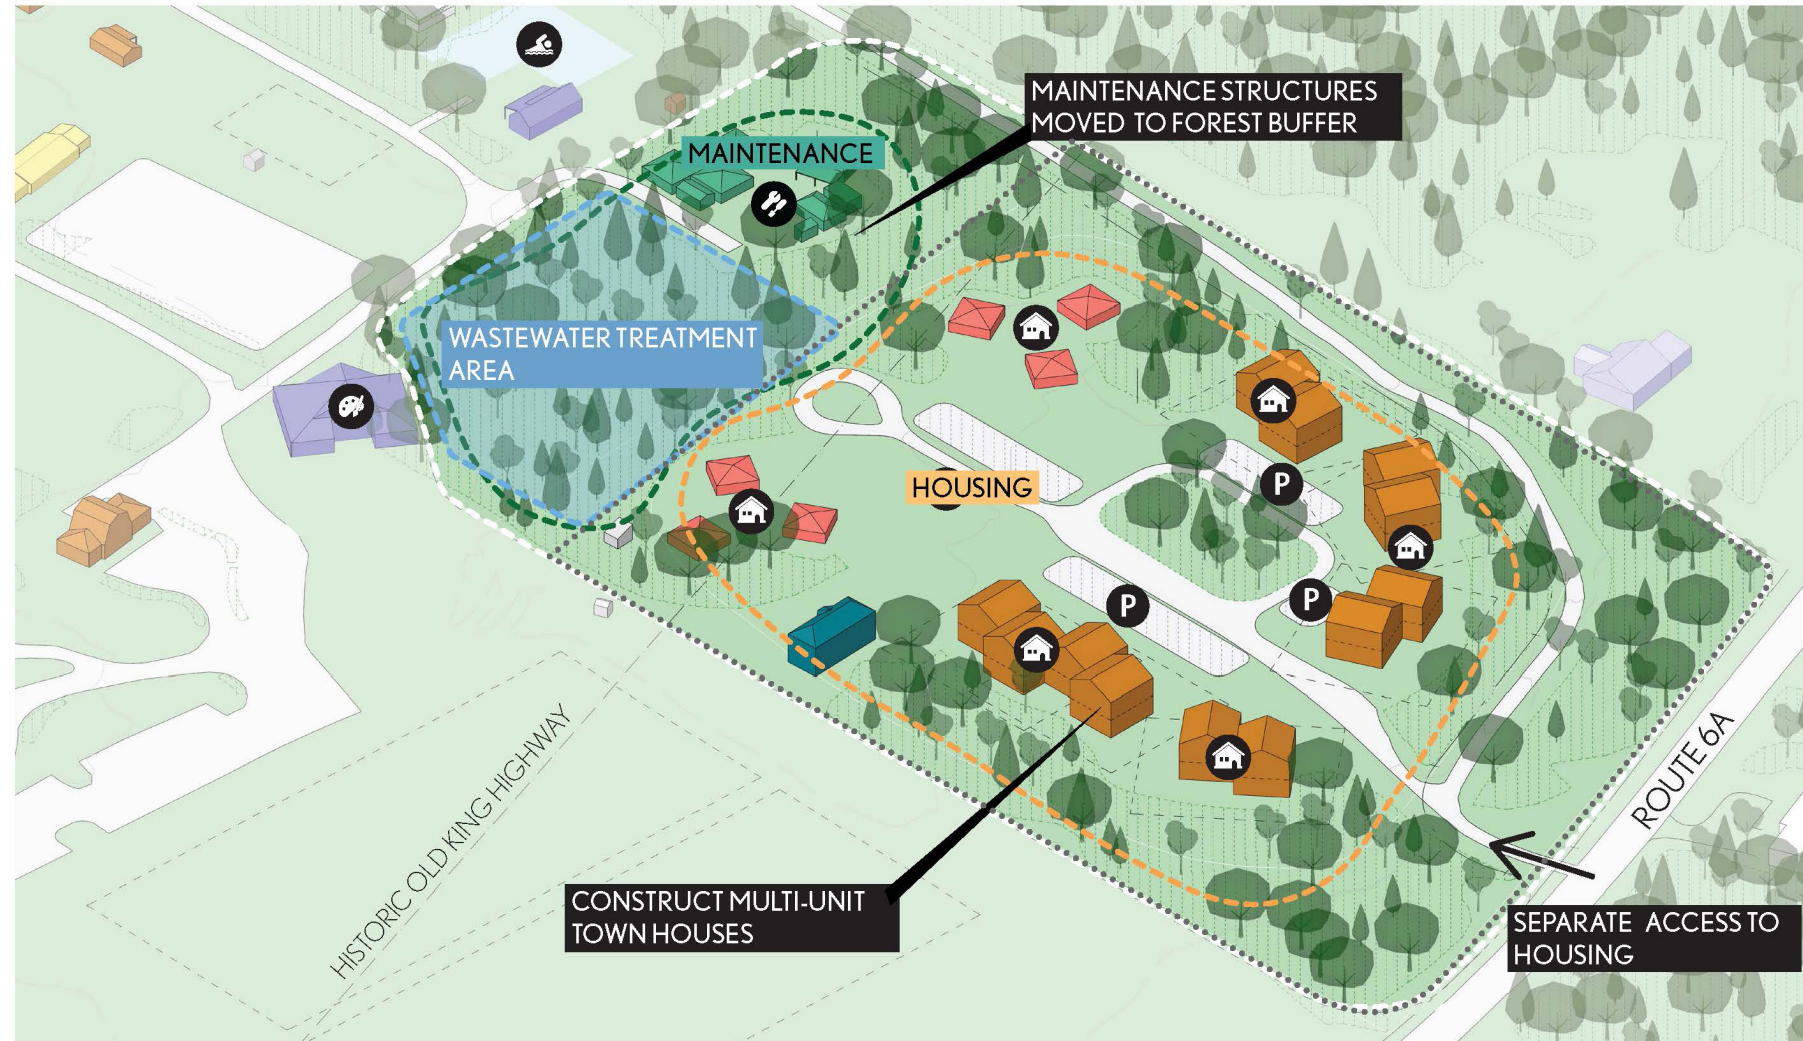 MAINTENANCE STRUCTURES
MOVED TO FOREST BUFFER
MAINTENANCE
WASTEWATER TREATMENT
AREA
HOUSING
P
P
P
HISTORIC OLD KING HIGHWAY
ROUTE 6A
CONSTRUCT MULTI-UNIT
TOWN HOUSES
SEPARATE ACCESS TO
HOUSING